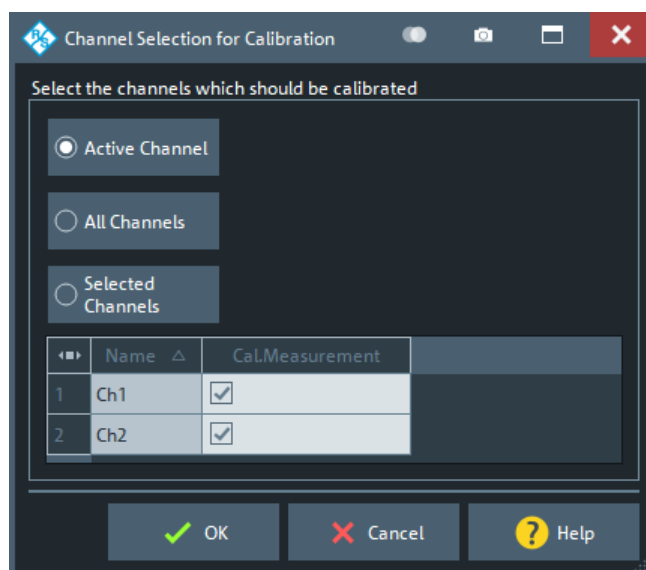 Channel Selection for Calibration
Select the channels which should be calibrated
Active Channel
All Channels
Selected
Channels
Name Cal.Measurement
1 Ch1
2 Ch2
OK Cancel ? Help